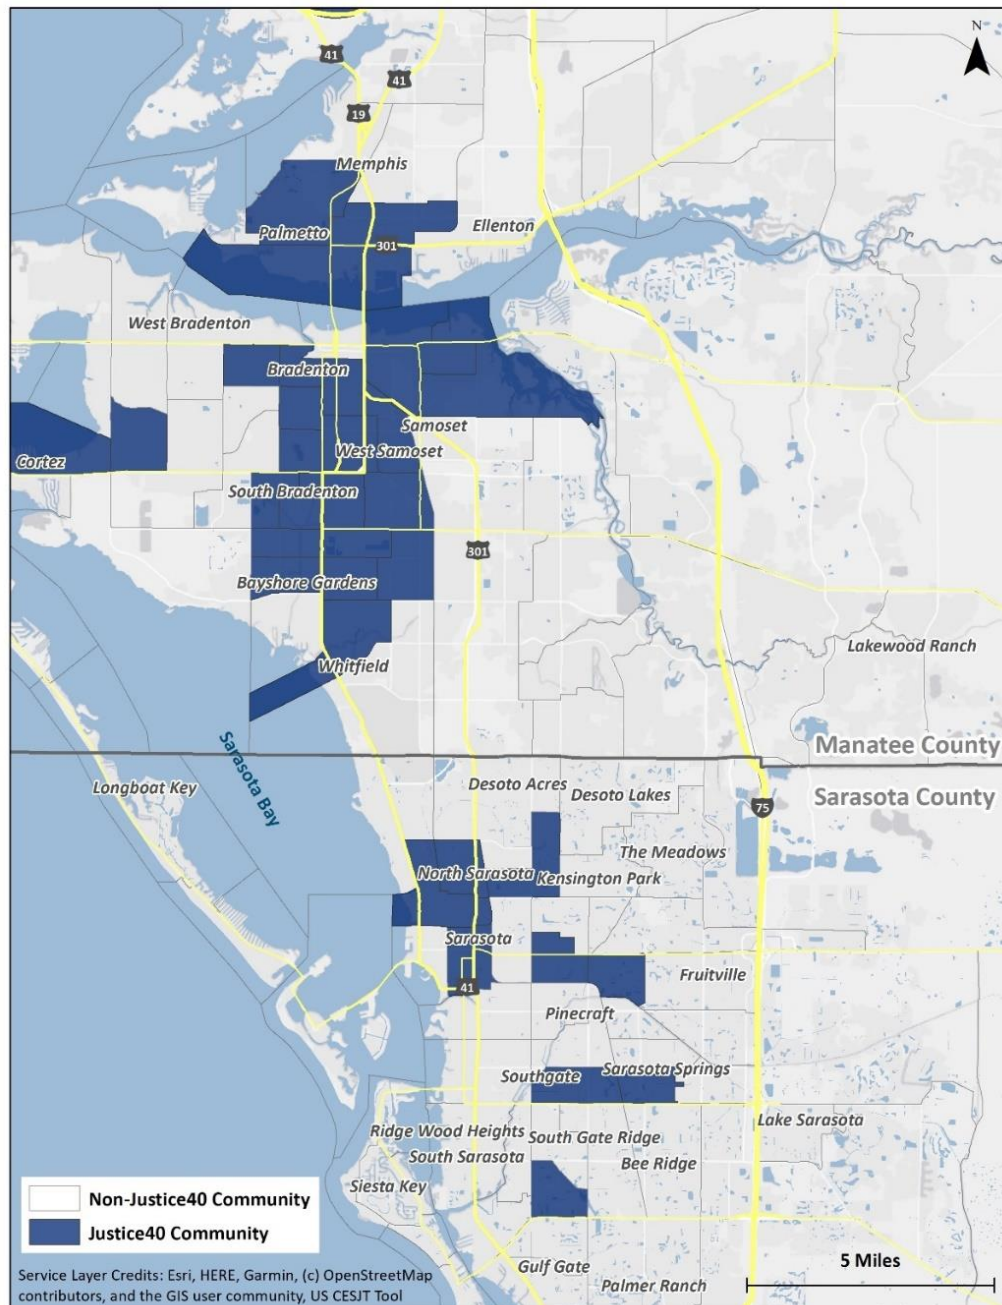 N
41
41
19
Memphis
Ellenton
Palmetto
301
West Bradenton
Bradenton
Samoset
West Samoset
Cortez
South Bradenton
301
Bayshore Gardens
Lakewood Ranch
Whitfield
Manatee County
Sarasota Bay
Longboat Key
Desoto Acres
Desoto Lakes
Sarasota County
75
The Meadows
North Sarasota
Kensington Park
Sarasota
Fruitville
41
Pinecraft
Southgate
Sarasota Springs
Lake Sarasota
Ridge Wood Heights
South Gate Ridge
South Sarasota
Bee Ridge
Siesta Key
Non-Justice40 Community
Justice40 Community
Gulf Gate
5 Miles
Palmer Ranch
Service Layer Credits: Esri, HERE, Garmin, (c) OpenStreetMap
contributors, and the GIS user community, US CESJT Tool